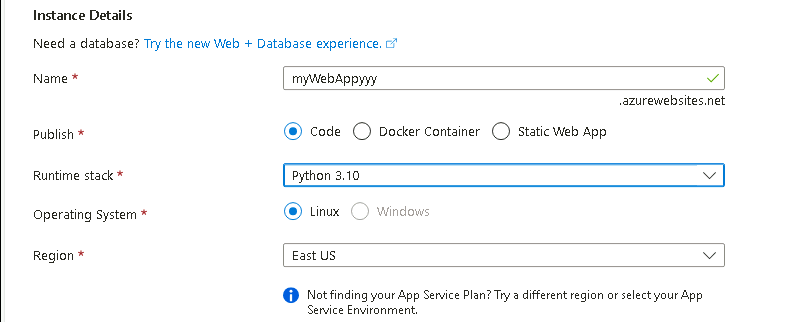 Instance Details
Need a database? Try the new Web + Database experience.
Name * myWebAppyyy
.azurewebsites.net
Publish * Code Docker Container Static Web App
Runtime stack * Python 3.10
Operating System * Linux Windows
Region * East US
Not finding your App Service Plan? Try a different region or select your App
Service Environment.